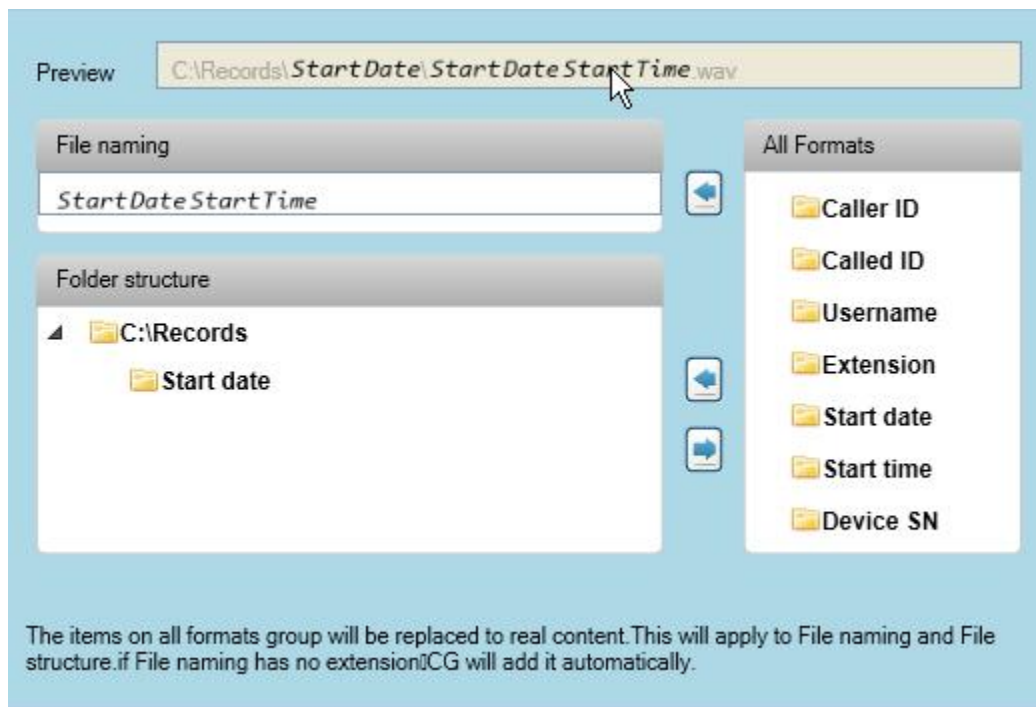 Preview
C:\Records\StartDate\StartDateStartTime.wav
File naming
StartDateStartTime
Folder structure
C:\Records
Start date
All Formats
Caller ID
Called ID
Username
Extension
Start date
Start time
Device SN
The items on all formats group will be replaced to real content.This will apply to File naming and File
structure.if File naming has no extension▯CG will add it automatically.